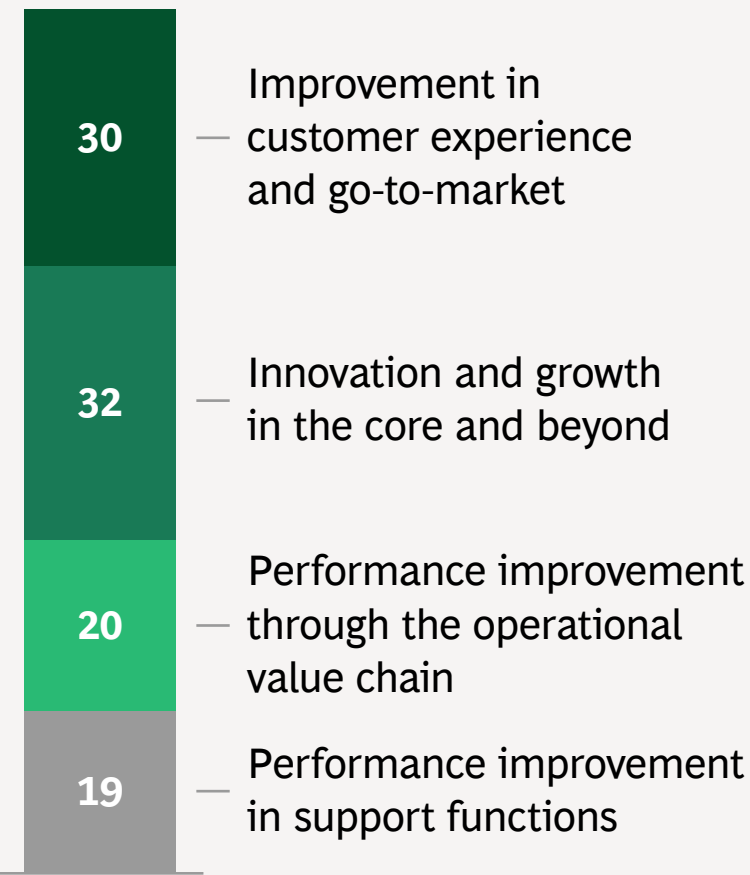 30
Improvement in
customer experience
and go-to-market
32
Innovation and growth
in the core and beyond
20
Performance improvement
through the operational
value chain
19
Performance improvement
in support functions